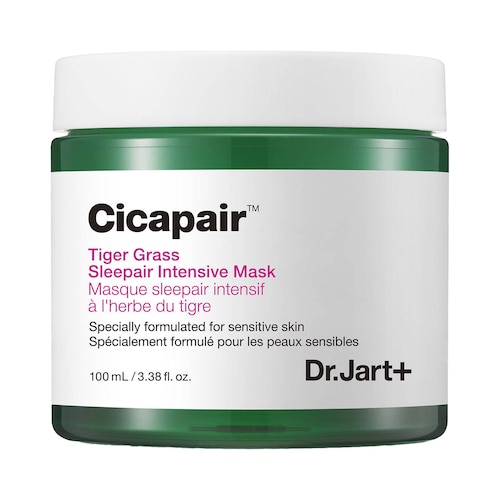 Cicapair™
Tiger Grass
Sleepair Intensive Mask
Masque sleepair intensif
à l'herbe du tigre
Specially formulated for sensitive skin
Spécialement formulé pour les peaux sensibles
100 mL / 3.38 fl. oz.
Dr.Jart+